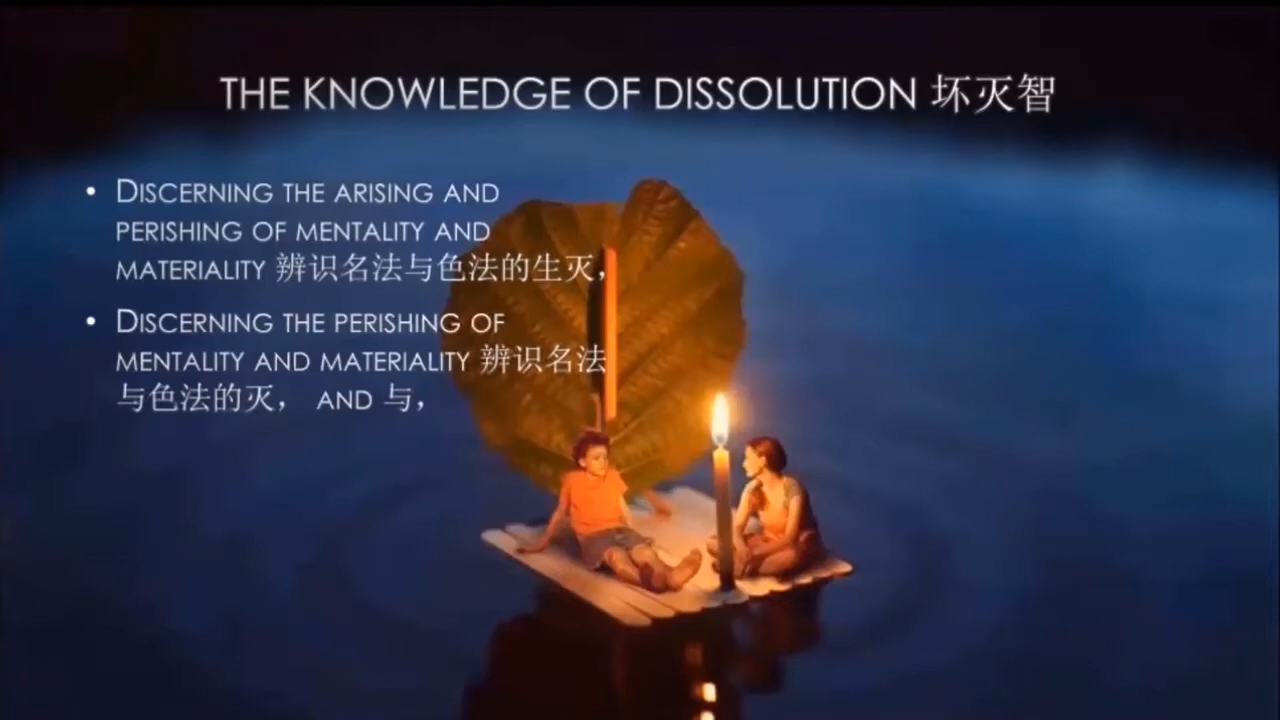 THE KNOWLEDGE OF DISSOLUTION 坏灭智
• DISCERNING THE ARISING AND
PERISHING OF MENTALITY AND
MATERIALITY 辨识名法与色法的生灭，
• DISCERNING THE PERISHING OF
MENTALITY AND MATERIALITY 辨识名法
与色法的灭， AND 与，